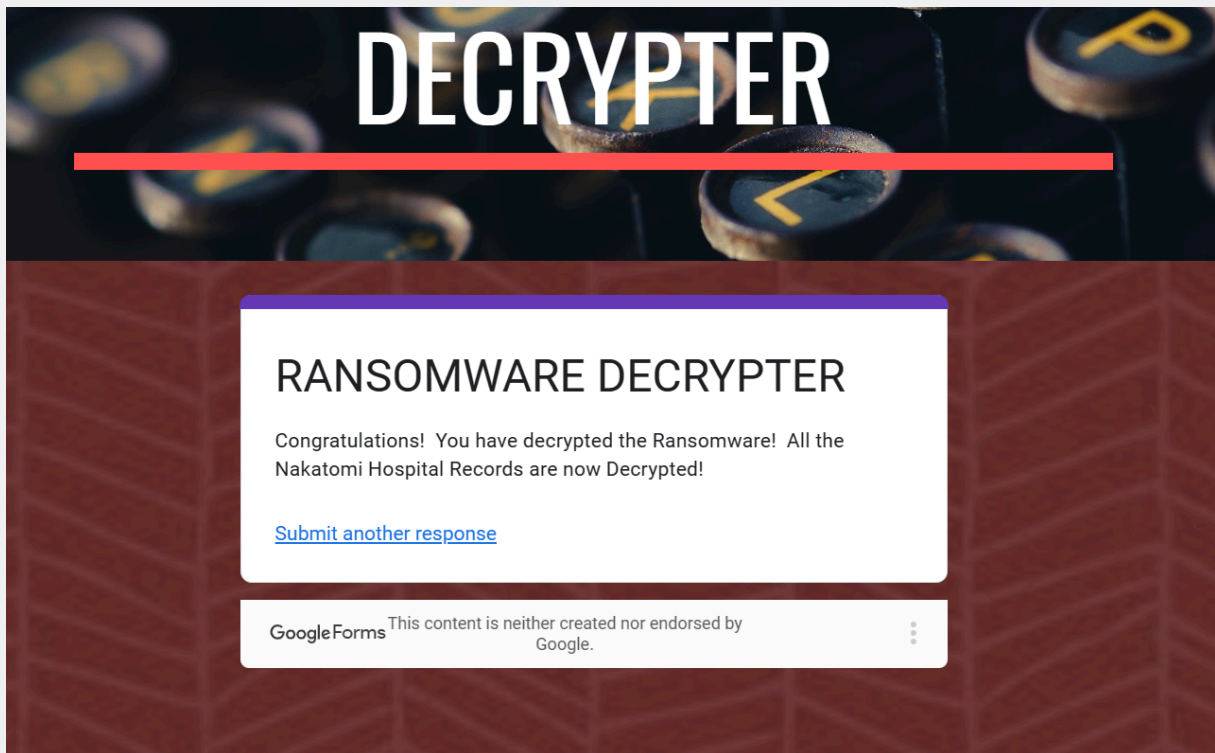 DECRYPTER
RANSOMWARE DECRYPTER
Congratulations!  You have decrypted the Ransomware!  All the
Nakatomi Hospital Records are now Decrypted!
Submit another response
Google Forms
This content is neither created nor endorsed by
Google.